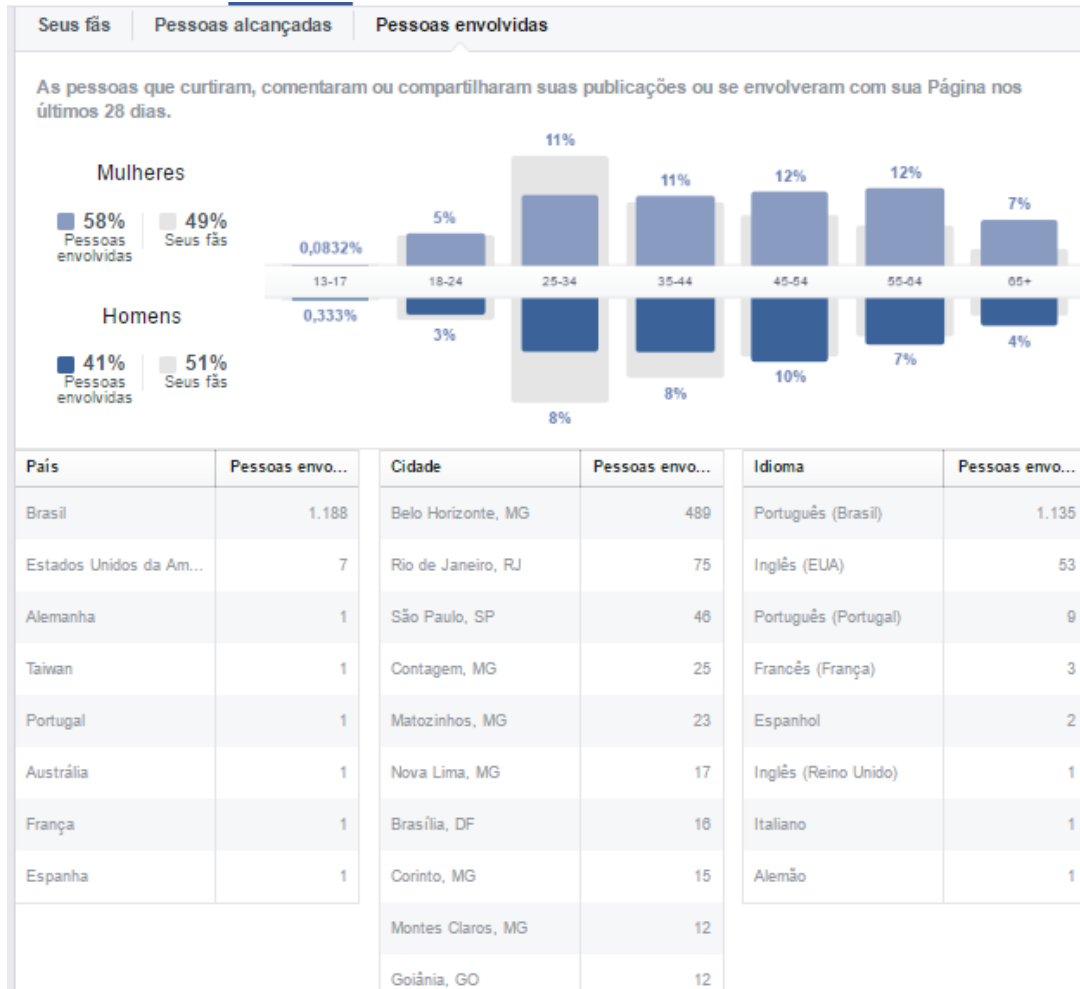 Seus fãs Pessoas alcançadas Pessoas envolvidas
As pessoas que curtiram, comentaram ou compartilharam suas publicações ou se envolveram com sua Página nos
últimos 28 dias.
Mulheres
58% Pessoas envolvidas
49% Seus fãs
0,0832% 5% 11% 11% 12% 12% 7%
13-17 18-24 25-34 35-44 45-54 55-64 65+
0,333% 3% 8% 8% 10% 7% 4%
Homens
41% Pessoas envolvidas
51% Seus fãs
País Pessoas envo...
Brasil 1.188
Estados Unidos da Am... 7
Alemanha 1
Taiwan 1
Portugal 1
Austrália 1
França 1
Espanha 1
Cidade Pessoas envo...
Belo Horizonte, MG 489
Rio de Janeiro, RJ 75
São Paulo, SP 46
Contagem, MG 25
Matozinhos, MG 23
Nova Lima, MG 17
Brasília, DF 16
Corinto, MG 15
Montes Claros, MG 12
Goiânia, GO 12
Idioma Pessoas envo...
Português (Brasil) 1.135
Inglês (EUA) 53
Português (Portugal) 9
Francês (França) 3
Espanhol 2
Inglês (Reino Unido) 1
Italiano 1
Alemão 1